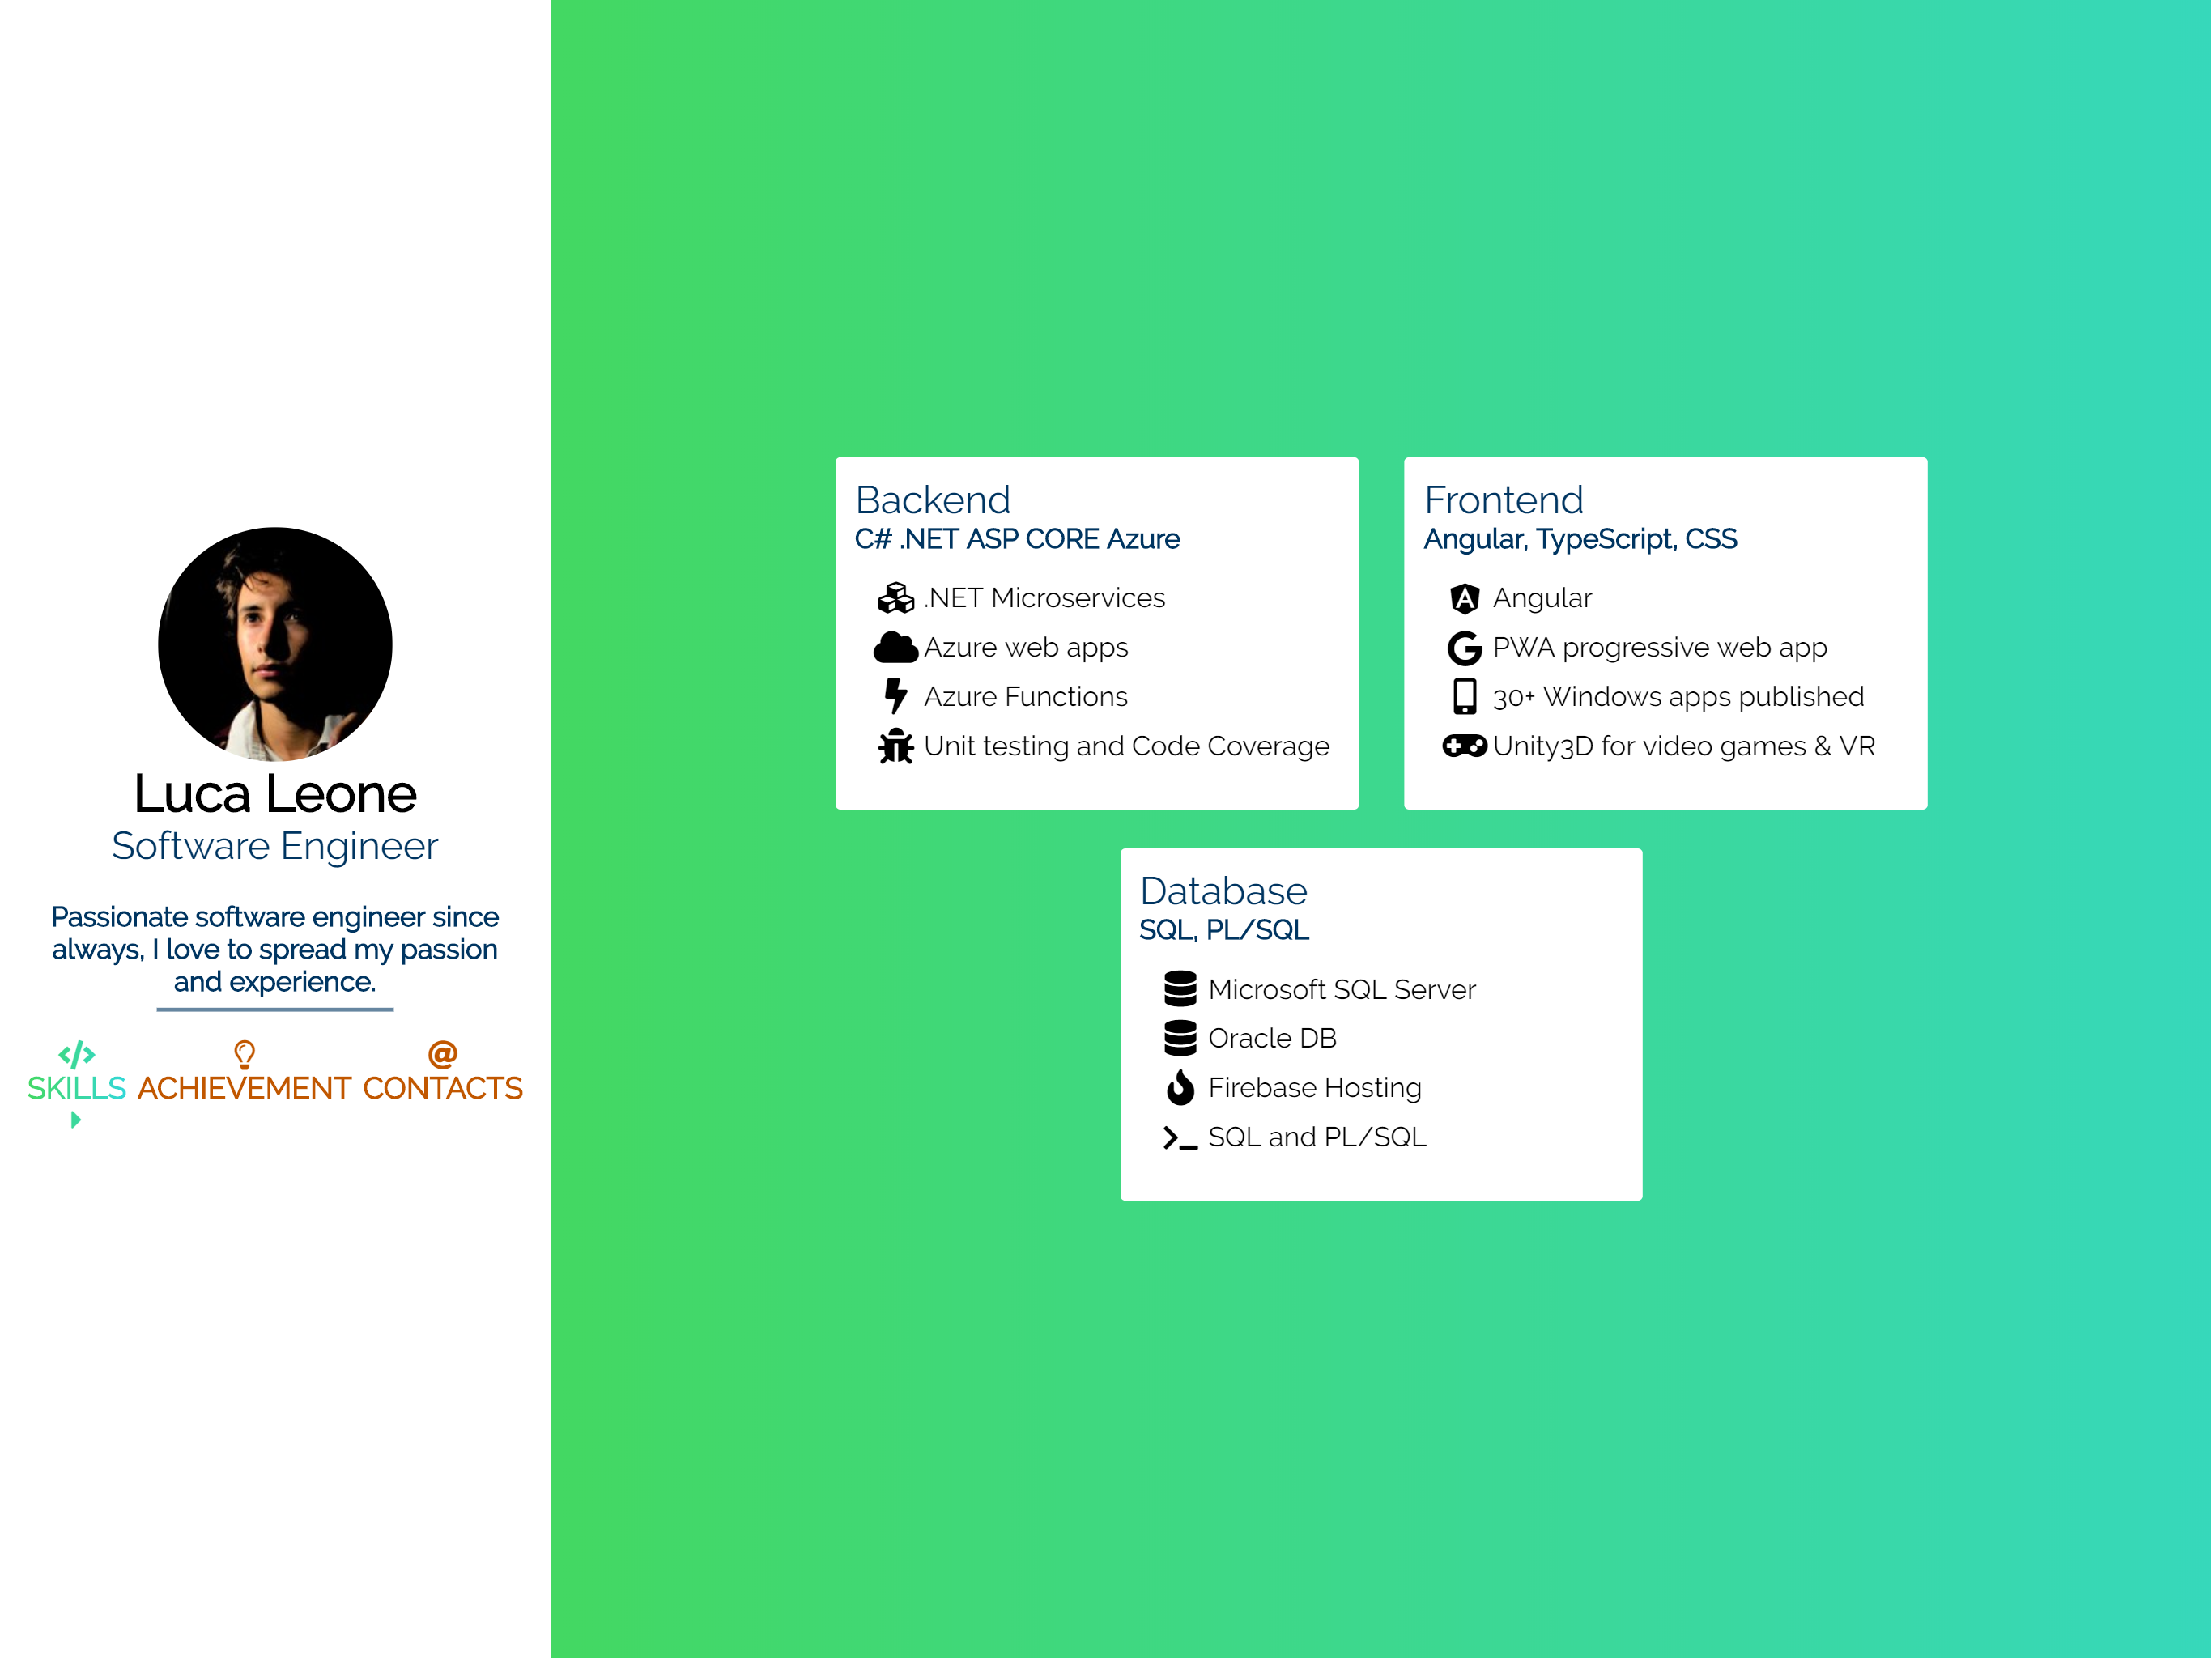 Luca Leone
Software Engineer
Passionate software engineer since
always, I love to spread my passion
and experience.
SKILLS
ACHIEVEMENT
CONTACTS
Backend
C# .NET ASP CORE Azure
.NET Microservices
Azure web apps
Azure Functions
Unit testing and Code Coverage
Frontend
Angular, TypeScript, CSS
Angular
PWA progressive web app
30+ Windows apps published
Unity3D for video games & VR
Database
SQL, PL/SQL
Microsoft SQL Server
Oracle DB
Firebase Hosting
SQL and PL/SQL